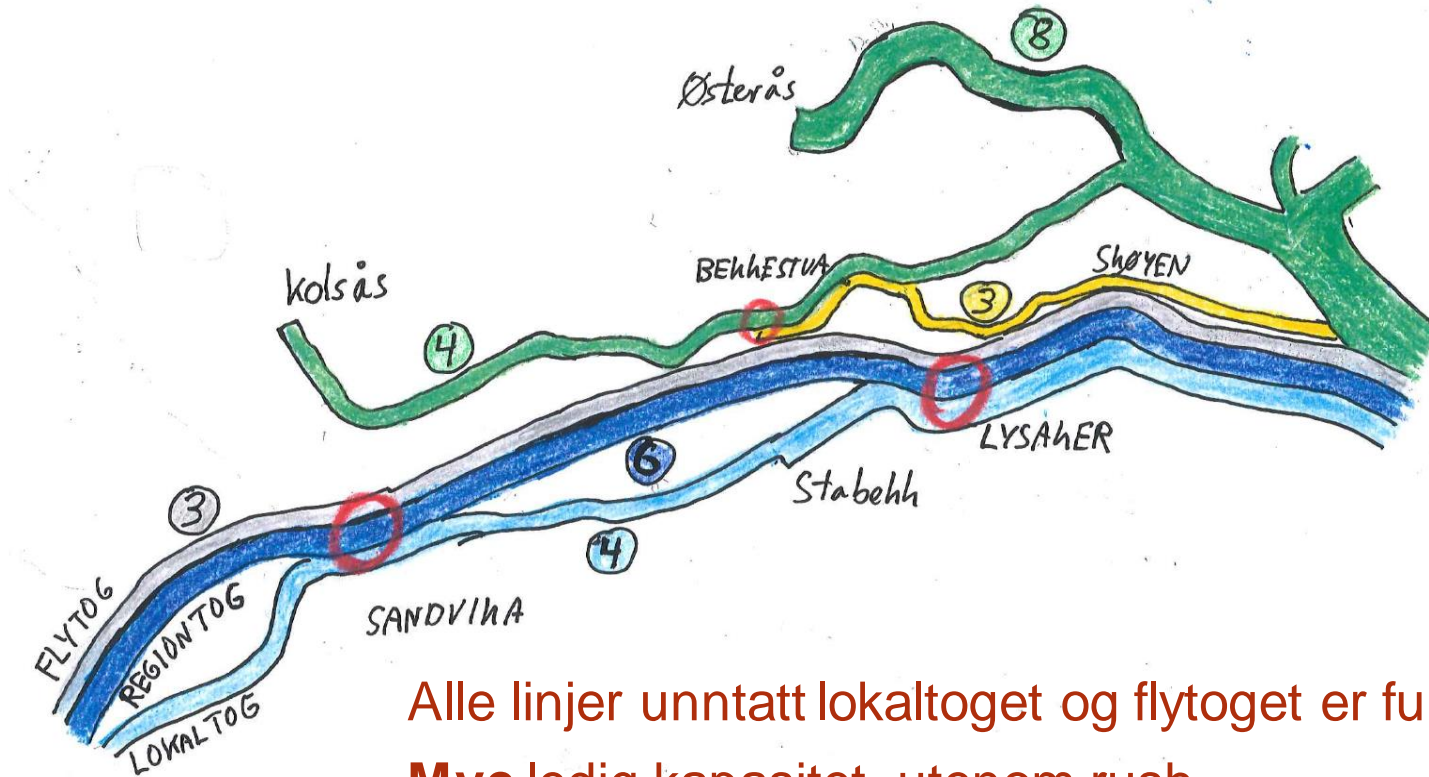 8
Østerås
BEKKESTUA
SKØYEN
Kolsås
3
4
LYSAKER
6
Stabekk
3
4
SANDVIKA
FLYTOG
REGIONTOG
LOKALTOG
Alle linjer unntatt lokaltoget og flytoget er fu
Mye ledig kapasitet, utenom rush